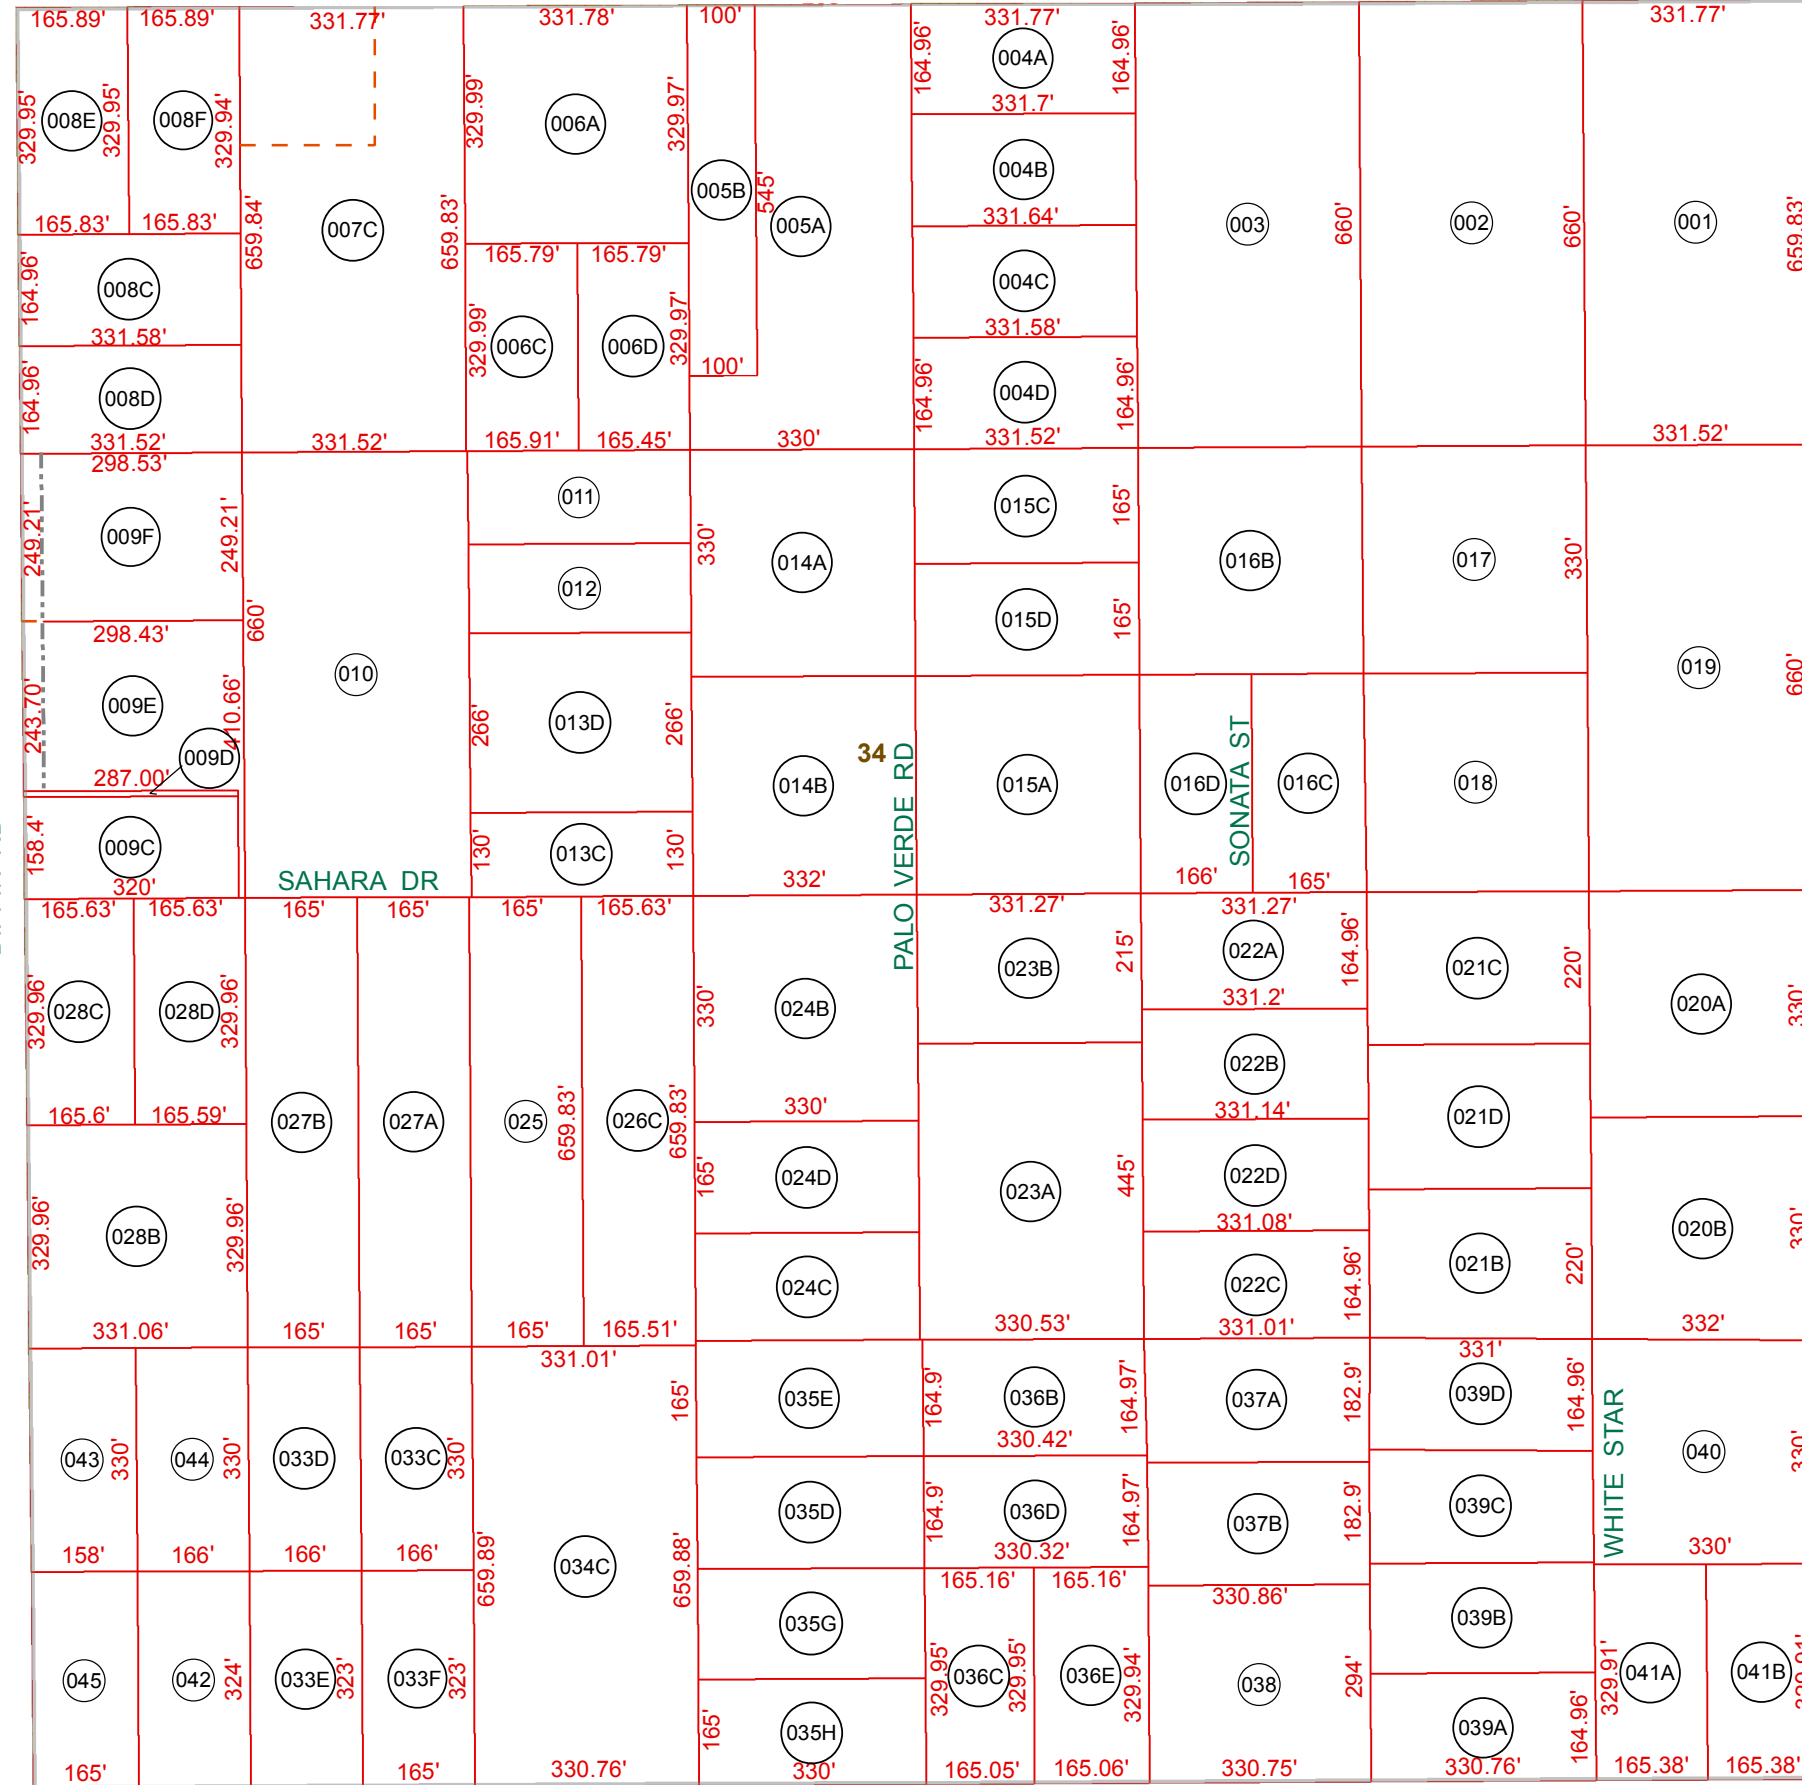 165.89' 165.89' 331.77' 331.78' 100' 331.77' 331.77'
329.95' 008E 329.95' 008F 329.94' 329.99' 006A 329.97' 164.96' 004A 164.96'
331.7'
004B
005B 545' 005A
165.83' 165.83' 659.84' 007C 659.83' 331.64' 003 660' 002 660' 001 659.83'
165.79' 165.79'
164.96' 008C 004C
331.58' 329.99' 006C 006D 329.97' 331.58'
100'
164.96' 008D 164.96' 004D 164.96'
331.52' 331.52' 165.91' 165.45' 330' 331.52' 331.52'
298.53'
011 015C 165'
249.21' 009F 249.21' 330' 014A 016B 017 330'
012
660' 015D 165'
298.43'
010 019 660'
243.70' 009E 410.66' 266' 013D 266'
009D 34
287.00' 014B PALO VERDE RD 015A 016D SONATA ST 016C 018
158.4' 009C 130' 013C 130'
320' SAHARA DR 332' 166' 165'
165.63' 165.63' 165' 165' 165' 165.63' 331.27' 331.27'
023B 215' 022A 164.96' 021C 220'
331.2'
329.96' 028C 028D 329.96' 330' 024B 020A 330'
022B
165.6' 165.59' 027B 027A 025 659.83' 026C 659.83' 330' 331.14' 021D
165' 024D 023A 445' 022D
331.08'
329.96' 028B 329.96' 020B 330'
024C 022C 164.96' 021B 220'
331.06' 165' 165' 165' 165.51' 330.53' 331.01' 332'
331.01' 331'
165' 035E 164.9' 036B 164.97' 037A 182.9' 039D 164.96'
330.42'
043 330' 044 330' 033D 033C 330' WHITE STAR 040 330'
035D 164.9' 036D 164.97' 037B 182.9' 039C
158' 166' 166' 166' 659.89' 034C 659.88' 330.32' 330'
165.16' 165.16' 330.86'
035G 039B
045 042 324' 033E 323' 033F 323' 329.95' 036C 329.95' 036E 329.94' 038 294' 329.91' 041A 041B
165' 035H 039A 164.96'
165' 165' 330.76' 330' 165.05' 165.06' 330.75' 330.76' 165.38' 165.38'